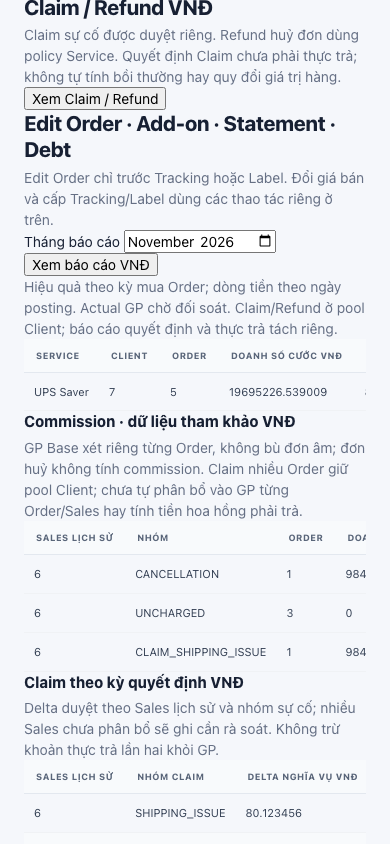 Claim / Refund VNĐ
Claim sự cố được duyệt riêng. Refund huỷ đơn dùng
policy Service. Quyết định Claim chưa phải thực trả;
không tự tính bồi thường hay quy đổi giá trị hàng.
Xem Claim / Refund
Edit Order · Add-on · Statement ·
Debt
Edit Order chỉ trước Tracking hoặc Label. Đổi giá bán
và cấp Tracking/Label dùng các thao tác riêng ở
trên.
Tháng báo cáo November 2026
Xem báo cáo VNĐ
Hiệu quả theo kỳ mua Order; dòng tiền theo ngày
posting. Actual GP chờ đối soát. Claim/Refund ở pool
Client; báo cáo quyết định và thực trả tách riêng.
SERVICE CLIENT ORDER DOANH SỐ CƯỚC VNĐ
UPS Saver 7 5 19695226.539009
Commission · dữ liệu tham khảo VNĐ
GP Base xét riêng từng Order, không bù đơn âm; đơn
huỷ không tính commission. Claim nhiều Order giữ
pool Client; chưa tự phân bổ vào GP từng
Order/Sales hay tính tiền hoa hồng phải trả.
SALES LỊCH SỬ NHÓM ORDER DOA
6 CANCELLATION 1 984
6 UNCHARGED 3 0
6 CLAIM_SHIPPING_ISSUE 1 984
Claim theo kỳ quyết định VNĐ
Delta duyệt theo Sales lịch sử và nhóm sự cố; nhiều
Sales chưa phân bổ sẽ ghi cần rà soát. Không trừ
khoản thực trả lần hai khỏi GP.
SALES LỊCH SỬ NHÓM CLAIM DELTA NGHĨA VỤ VNĐ
6 SHIPPING_ISSUE 80.123456